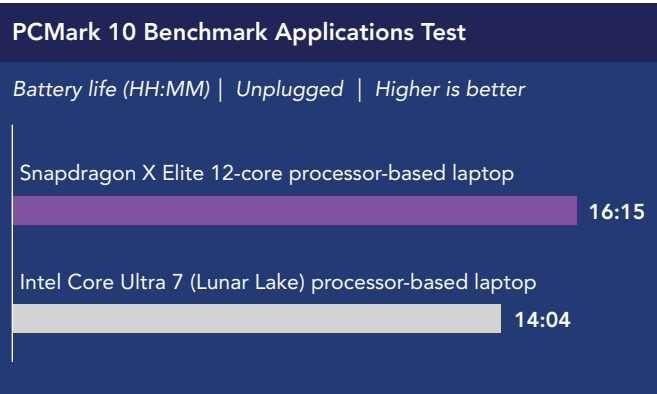 PCMark 10 Benchmark Applications Test
Battery life (HH:MM) | Unplugged | Higher is better
Snapdragon X Elite 12-core processor-based laptop
16:15
Intel Core Ultra 7 (Lunar Lake) processor-based laptop
14:04